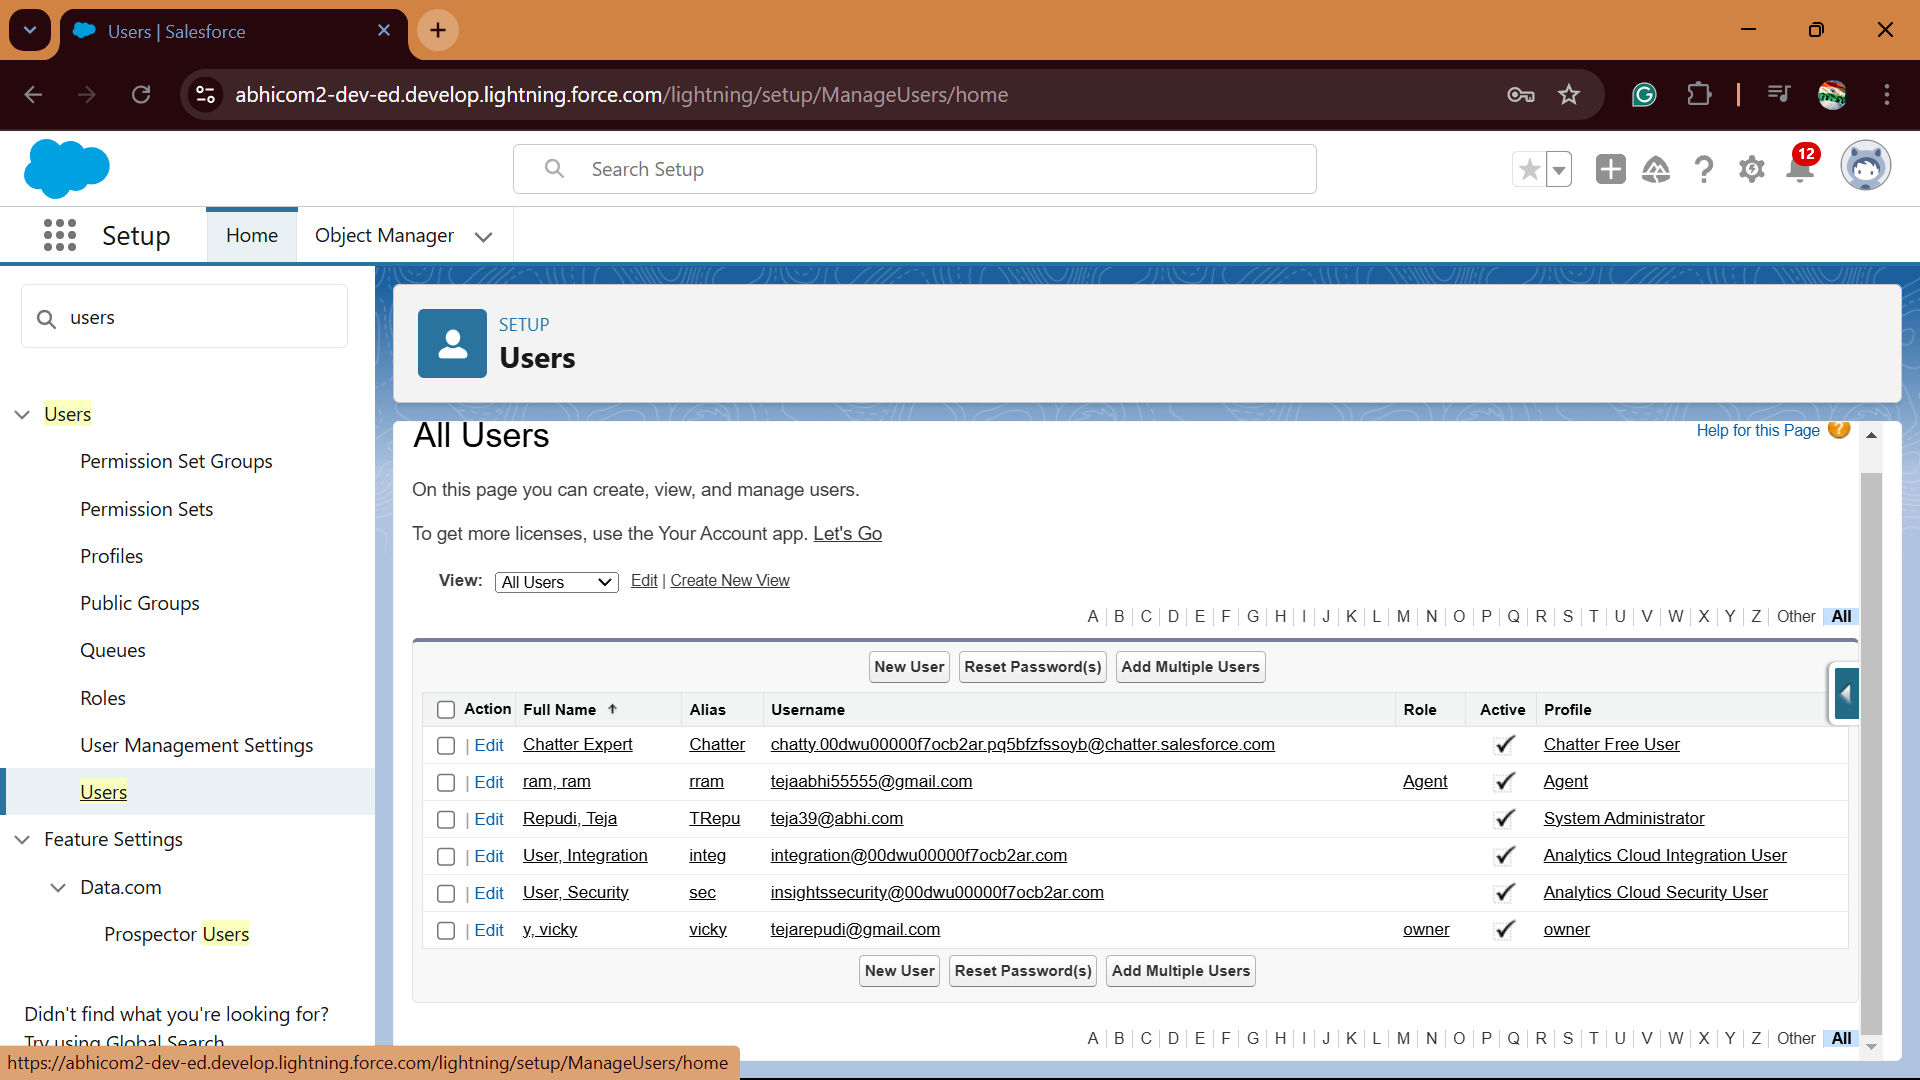 Users | Salesforce
abhicom2-dev-ed.develop.lightning.force.com/lightning/setup/ManageUsers/home
Search Setup
12
Setup
Home
Object Manager
users
SETUP
Users
Users
Permission Set Groups
Permission Sets
Profiles
Public Groups
Queues
Roles
User Management Settings
Users
Feature Settings
Data.com
Prospector Users
Didn't find what you're looking for?
Try using Global Search
All Users
Help for this Page ?
On this page you can create, view, and manage users.
To get more licenses, use the Your Account app. Let's Go
View: All Users Edit | Create New View
A | B | C | D | E | F | G | H | I | J | K | L | M | N | O | P | Q | R | S | T | U | V | W | X | Y | Z | Other | All
New User Reset Password(s) Add Multiple Users
Action Full Name Alias Username Role Active Profile
| Edit Chatter Expert Chatter chatty.00dwu00000f7ocb2ar.pq5bfzfssoyb@chatter.salesforce.com Chatter Free User
| Edit ram, ram rram tejaabhi55555@gmail.com Agent Agent
| Edit Repudi, Teja TRepu teja39@abhi.com System Administrator
| Edit User, Integration integ integration@00dwu00000f7ocb2ar.com Analytics Cloud Integration User
| Edit User, Security sec insightssecurity@00dwu00000f7ocb2ar.com Analytics Cloud Security User
| Edit y, vicky vicky tejarepudi@gmail.com owner owner
New User Reset Password(s) Add Multiple Users
A | B | C | D | E | F | G | H | I | J | K | L | M | N | O | P | Q | R | S | T | U | V | W | X | Y | Z | Other | All
https://abhicom2-dev-ed.develop.lightning.force.com/lightning/setup/ManageUsers/home